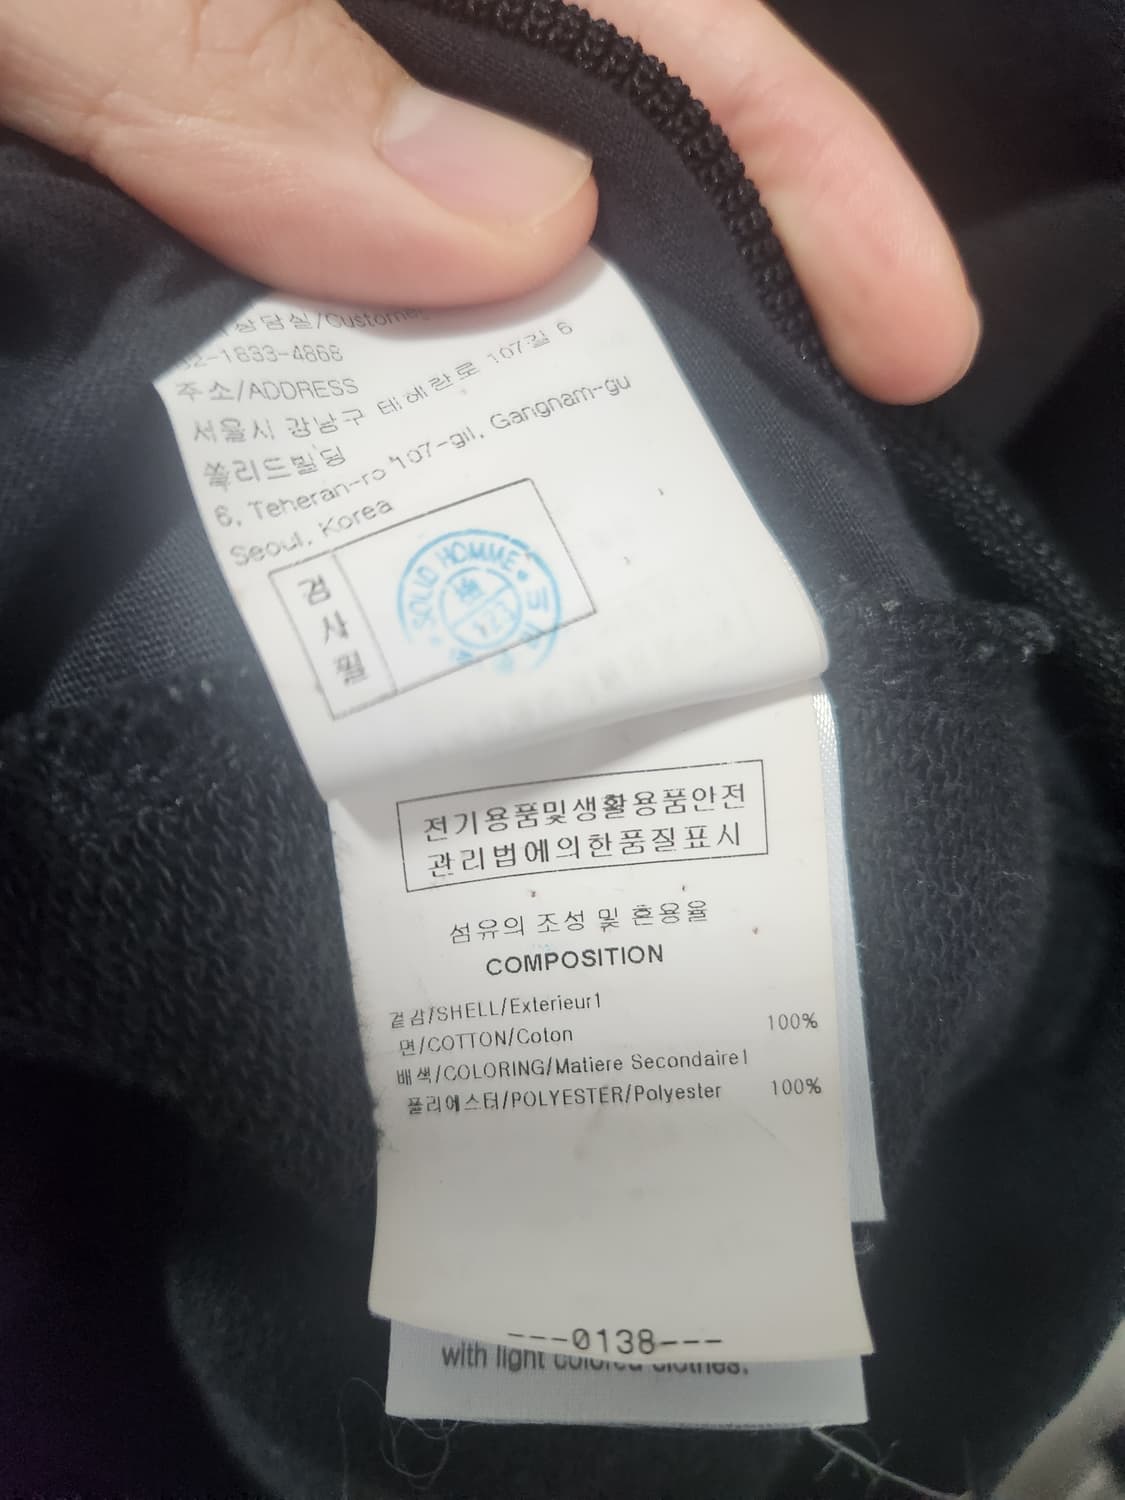 상담실/Customer
02-1833-4868
주소/ADDRESS
서울시 강남구 테헤란로 107길 6
쏠리드빌딩
6, Teheran-ro 107-gil, Gangnam-gu
Seoul, Korea
검사필
SOLID HOMME
전기용품및생활용품안전
관리법에의한품질표시
섬유의 조성 및 혼용율
COMPOSITION
겉감/SHELL/Exterieur1
면/COTTON/Coton 100%
배색/COLORING/Matiere Secondaire1
폴리에스터/POLYESTER/Polyester 100%
---0138---
with light colored clothes.